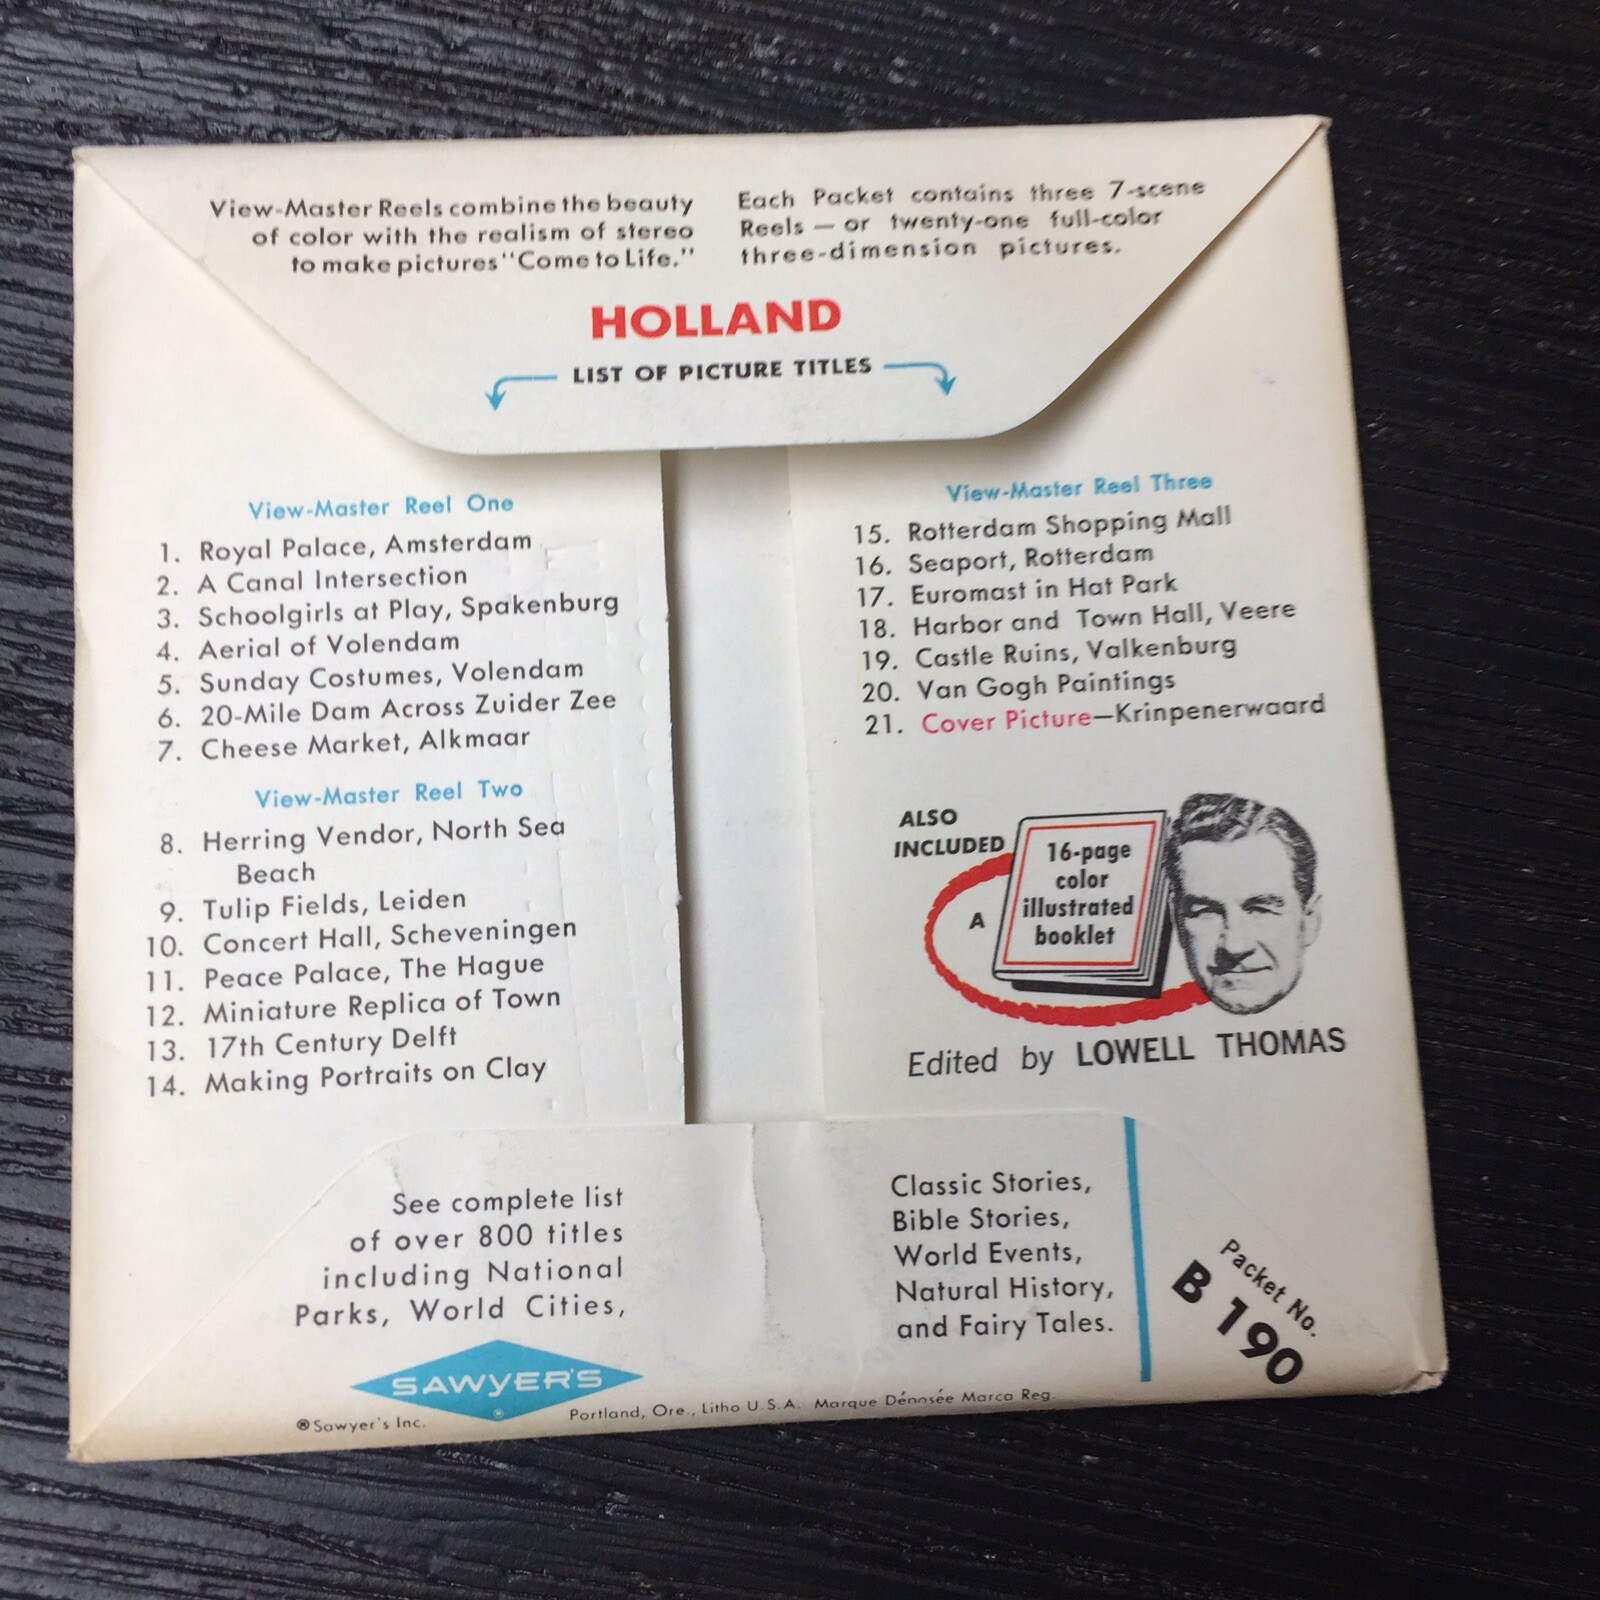 View-Master Reels combine the beauty
of color with the realism of stereo
to make pictures "Come to Life."
Each Packet contains three 7-scene
Reels — or twenty-one full-color
three-dimension pictures.
HOLLAND
LIST OF PICTURE TITLES
View-Master Reel One
1. Royal Palace, Amsterdam
2. A Canal Intersection
3. Schoolgirls at Play, Spakenburg
4. Aerial of Volendam
5. Sunday Costumes, Volendam
6. 20-Mile Dam Across Zuider Zee
7. Cheese Market, Alkmaar
View-Master Reel Two
8. Herring Vendor, North Sea
Beach
9. Tulip Fields, Leiden
10. Concert Hall, Scheveningen
11. Peace Palace, The Hague
12. Miniature Replica of Town
13. 17th Century Delft
14. Making Portraits on Clay
View-Master Reel Three
15. Rotterdam Shopping Mall
16. Seaport, Rotterdam
17. Euromast in Hat Park
18. Harbor and Town Hall, Veere
19. Castle Ruins, Valkenburg
20. Van Gogh Paintings
21. Cover Picture—Krinpenerwaard
ALSO
INCLUDED
A
16-page
color
illustrated
booklet
Edited by LOWELL THOMAS
See complete list
of over 800 titles
including National
Parks, World Cities,
Classic Stories,
Bible Stories,
World Events,
Natural History,
and Fairy Tales.
Packet No.
B 190
SAWYER'S
®
®Sawyer's Inc.
Portland, Ore., Litho U.S.A. Marque Dénosée Marca Reg.